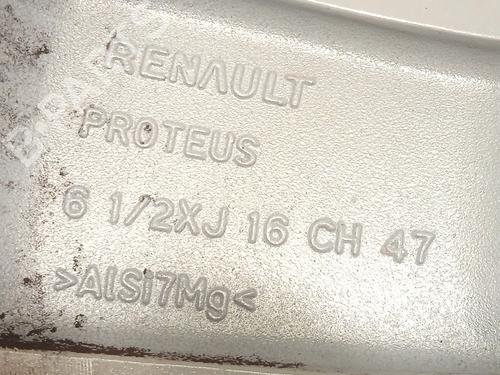 RENAULT
PROTEUS
6 1/2XJ 16 CH 47
>AlSi7Mg<